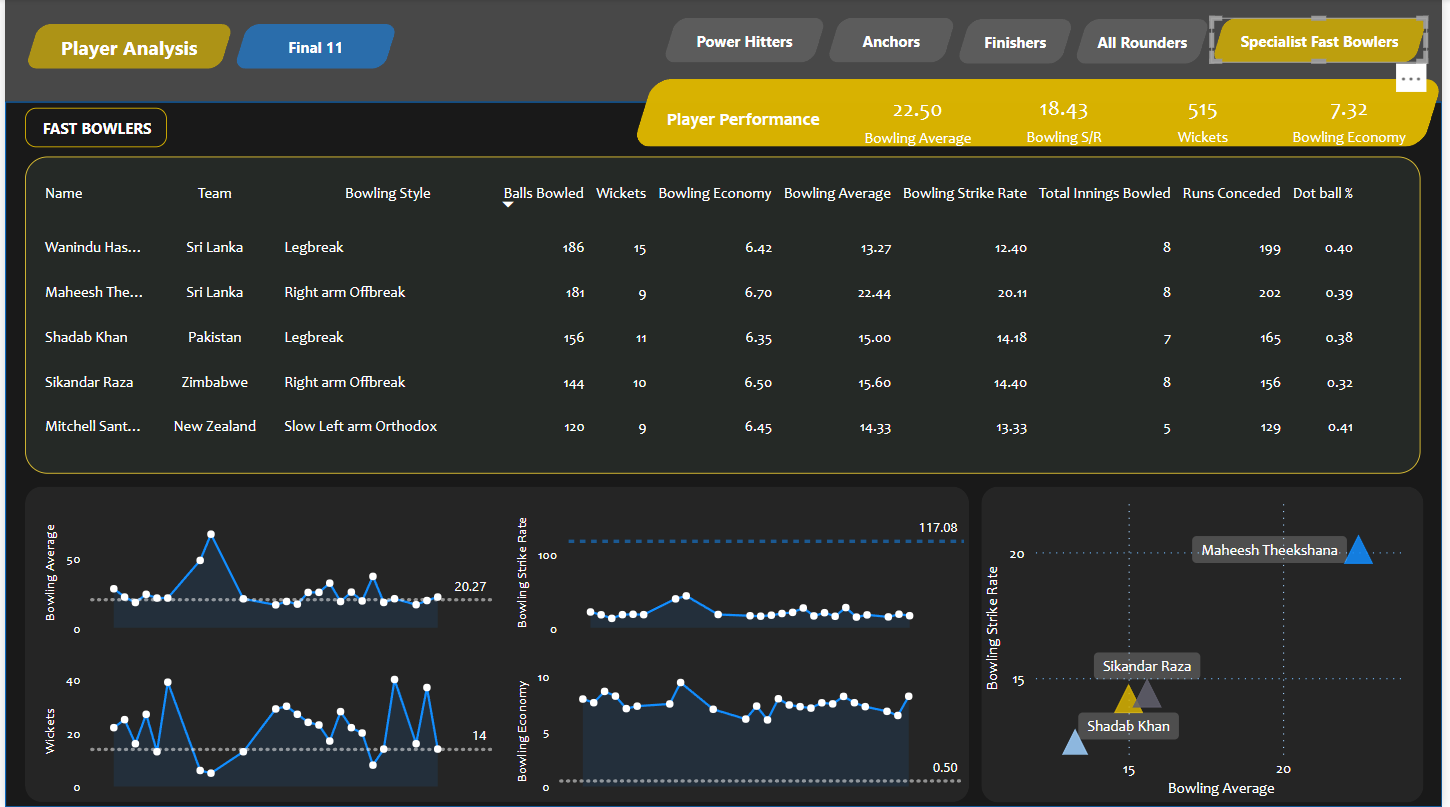 Player Analysis
Final 11
Power Hitters
Anchors
Finishers
All Rounders
Specialist Fast Bowlers
FAST BOWLERS
Player Performance
22.50
Bowling Average
18.43
Bowling S/R
515
Wickets
7.32
Bowling Economy
Name Team Bowling Style Balls Bowled Wickets Bowling Economy Bowling Average Bowling Strike Rate Total Innings Bowled Runs Conceded Dot ball %
Wanindu Has... Sri Lanka Legbreak 186 15 6.42 13.27 12.40 8 199 0.40
Maheesh The... Sri Lanka Right arm Offbreak 181 9 6.70 22.44 20.11 8 202 0.39
Shadab Khan Pakistan Legbreak 156 11 6.35 15.00 14.18 7 165 0.38
Sikandar Raza Zimbabwe Right arm Offbreak 144 10 6.50 15.60 14.40 8 156 0.32
Mitchell Sant... New Zealand Slow Left arm Orthodox 120 9 6.45 14.33 13.33 5 129 0.41
Bowling Average
50
0
20.27
Bowling Strike Rate
100
0
117.08
Wickets
40
20
0
14
Bowling Economy
10
5
0
0.50
Bowling Strike Rate
20
15
Maheesh Theekshana
Sikandar Raza
Shadab Khan
15
20
Bowling Average